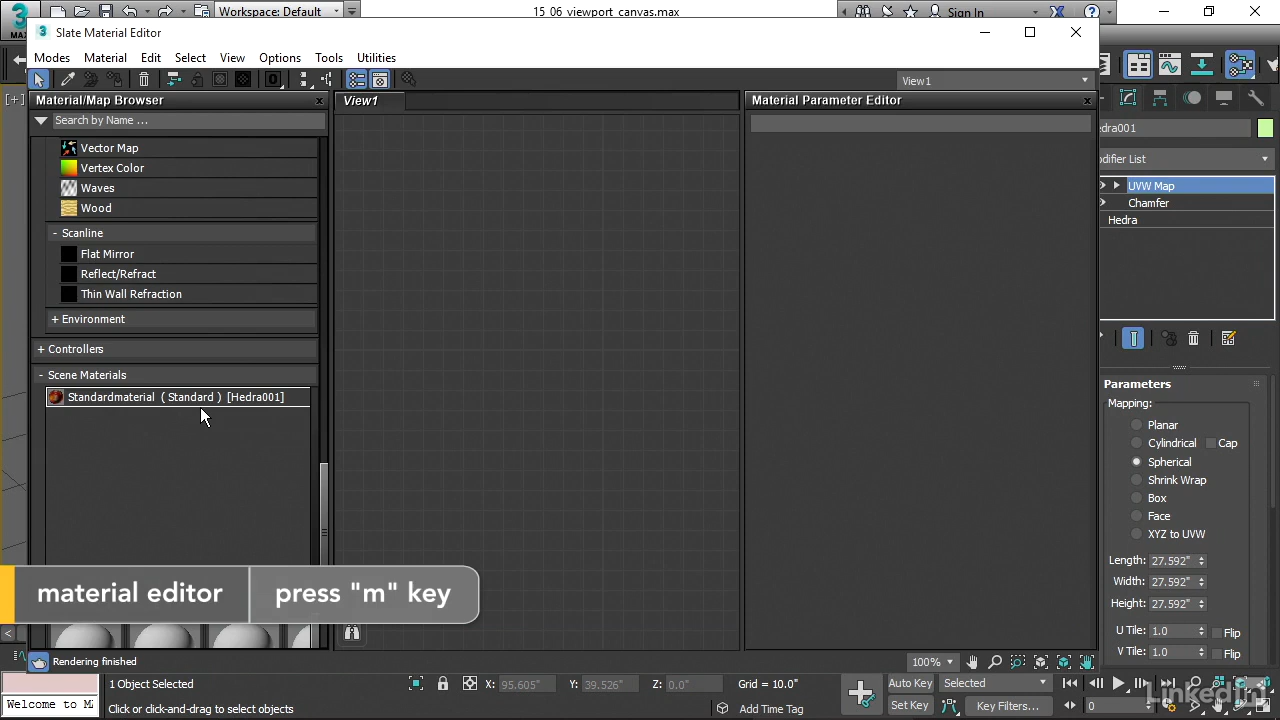 3
MAX
Workspace: Default
15_06_viewport_canvas.max
Sign In
3 Slate Material Editor
Modes Material Edit Select View Options Tools Utilities
View1
Material/Map Browser
View1
Material Parameter Editor
Search by Name ...
[+]
Vector Map
Vertex Color
Waves
Wood
- Scanline
Flat Mirror
Reflect/Refract
Thin Wall Refraction
+ Environment
+ Controllers
- Scene Materials
Standardmaterial ( Standard ) [Hedra001]
edra001
odifier List
UVW Map
Chamfer
Hedra
Parameters
Mapping:
Planar
Cylindrical Cap
Spherical
Shrink Wrap
Box
Face
XYZ to UVW
Length: 27.592"
Width: 27.592"
Height: 27.592"
U Tile: 1.0 Flip
V Tile: 1.0 Flip
material editor press "m" key
Rendering finished
100%
1 Object Selected
X: 95.605" Y: 39.526" Z: 0.0" Grid = 10.0"
Auto Key Selected
Welcome to M
Click or click-and-drag to select objects
Add Time Tag
Set Key Key Filters... 0
LinkedIn